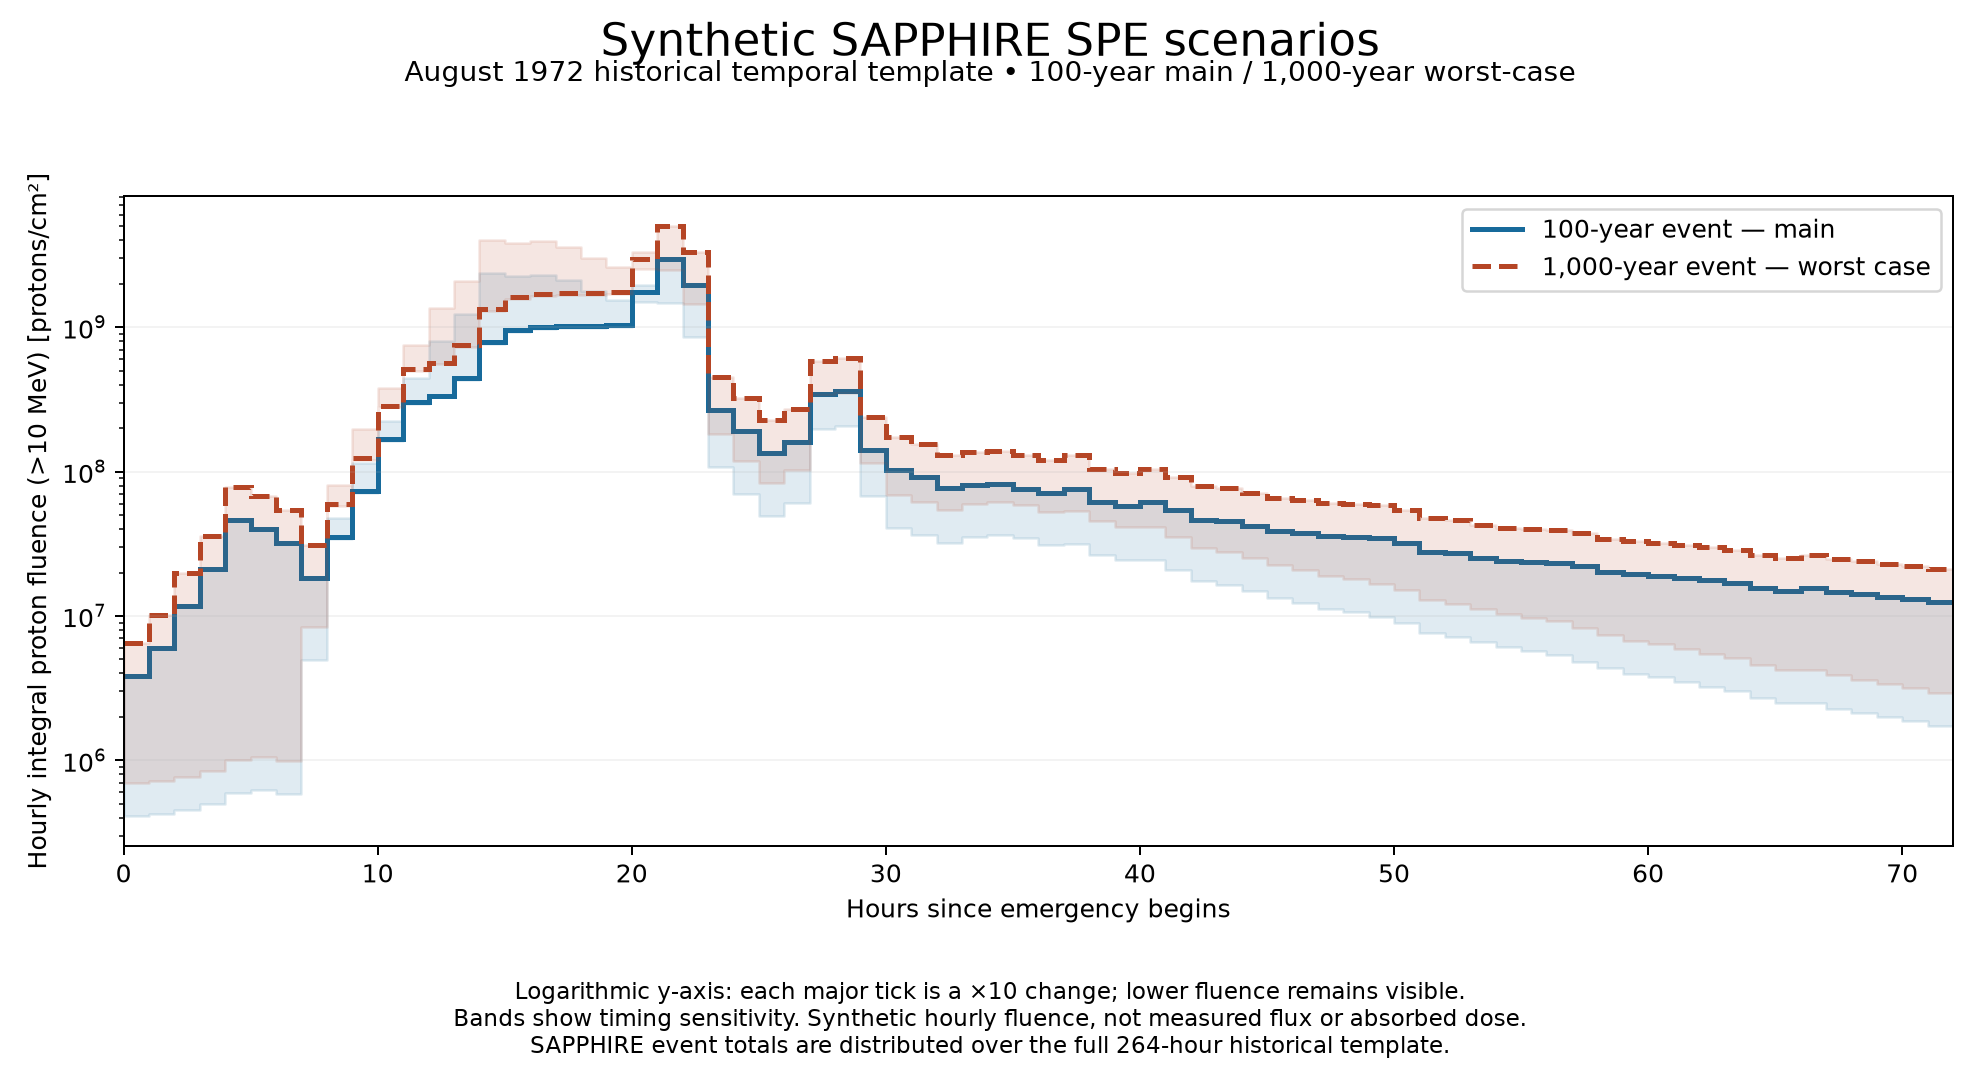 Synthetic SAPPHIRE SPE scenarios
August 1972 historical temporal template • 100-year main / 1,000-year worst-case
Hourly integral proton fluence (>10 MeV) [protons/cm²]
100-year event — main
1,000-year event — worst case
10⁹
10⁸
10⁷
10⁶
0 10 20 30 40 50 60 70
Hours since emergency begins
Logarithmic y-axis: each major tick is a ×10 change; lower fluence remains visible.
Bands show timing sensitivity. Synthetic hourly fluence, not measured flux or absorbed dose.
SAPPHIRE event totals are distributed over the full 264-hour historical template.